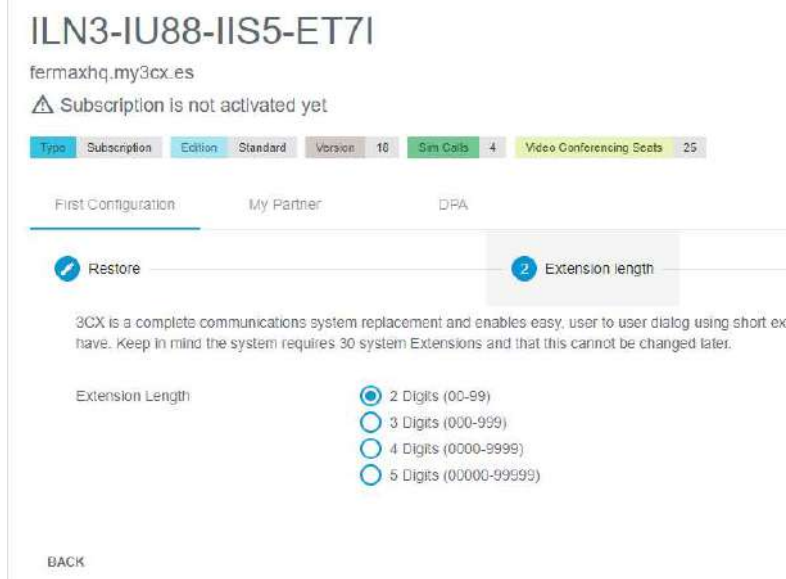 ILN3-IU88-IIS5-ET7I
fermaxhq.my3cx.es
Subscription is not activated yet
Type Subscription Edition Standard Version 18 Sim Calls 4 Video Conferencing Seats 25
First Configuration My Partner DPA
Restore 2 Extension length
3CX is a complete communications system replacement and enables easy, user to user dialog using short ex
have. Keep in mind the system requires 30 system Extensions and that this cannot be changed later.
Extension Length 2 Digits (00-99)
3 Digits (000-999)
4 Digits (0000-9999)
5 Digits (00000-99999)
BACK